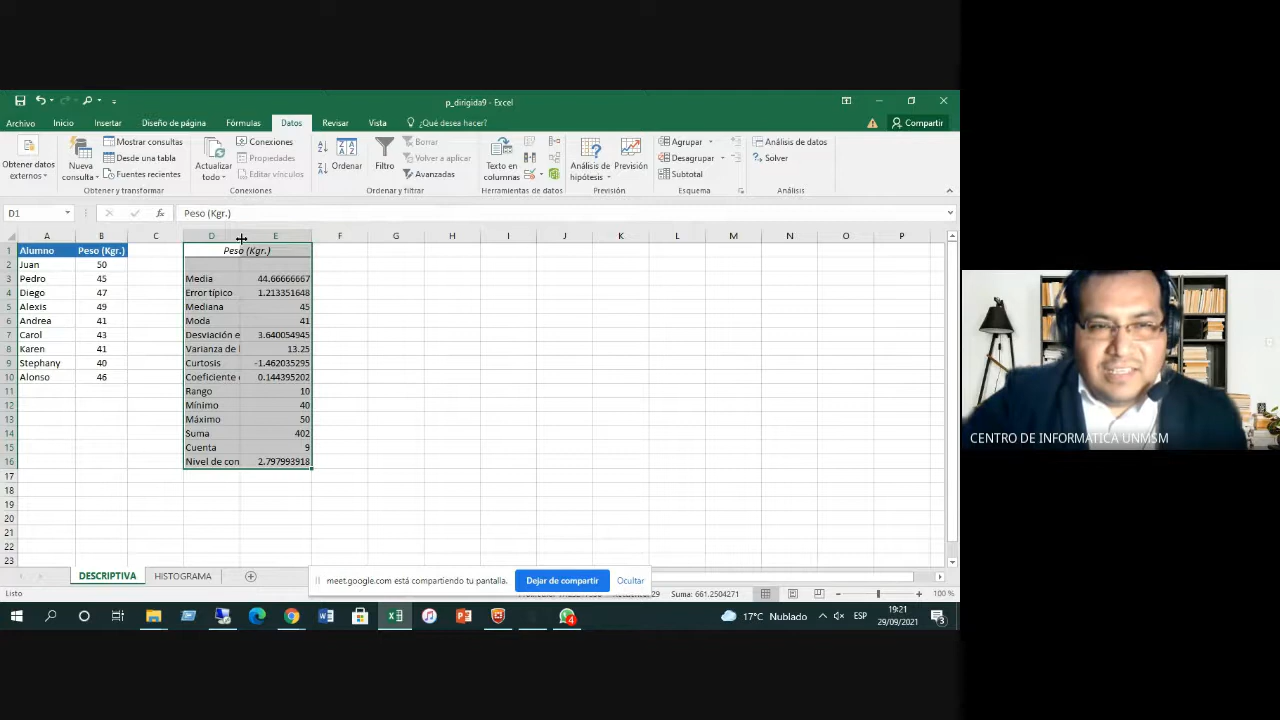 p_dirigida9 - Excel
Archivo Inicio Insertar Diseño de página Fórmulas Datos Revisar Vista ¿Qué desea hacer? Compartir
Obtener datos externos
Nueva consulta
Mostrar consultas
Desde una tabla
Fuentes recientes
Obtener y transformar
Actualizar todo
Conexiones
Propiedades
Editar vínculos
Conexiones
Ordenar
Filtro
Borrar
Volver a aplicar
Avanzadas
Ordenar y filtrar
Texto en columnas
Herramientas de datos
Análisis de hipótesis
Previsión
Previsión
Agrupar
Desagrupar
Subtotal
Esquema
Análisis de datos
Solver
Análisis
D1 fx Peso (Kgr.)
A B C D E F G H I J K L M N O P
1 Alumno Peso (Kgr.) Peso (Kgr.)
2 Juan 50
3 Pedro 45 Media 44.66666667
4 Diego 47 Error típico 1.213351648
5 Alexis 49 Mediana 45
6 Andrea 41 Moda 41
7 Carol 43 Desviación e 3.640054945
8 Karen 41 Varianza de 13.25
9 Stephany 40 Curtosis -1.462035295
10 Alonso 46 Coeficiente 0.144395202
11 Rango 10
12 Mínimo 40
13 Máximo 50
14 Suma 402
15 Cuenta 9
16 Nivel de con 2.797993918
17
18
19
20
21
22
23
DESCRIPTIVA HISTOGRAMA
meet.google.com está compartiendo tu pantalla. Dejar de compartir Ocultar
Listo Suma: 661.2504271 100 %
17°C Nublado ESP 19:21
29/09/2021 3
4
CENTRO DE INFORMATICA UNMSM